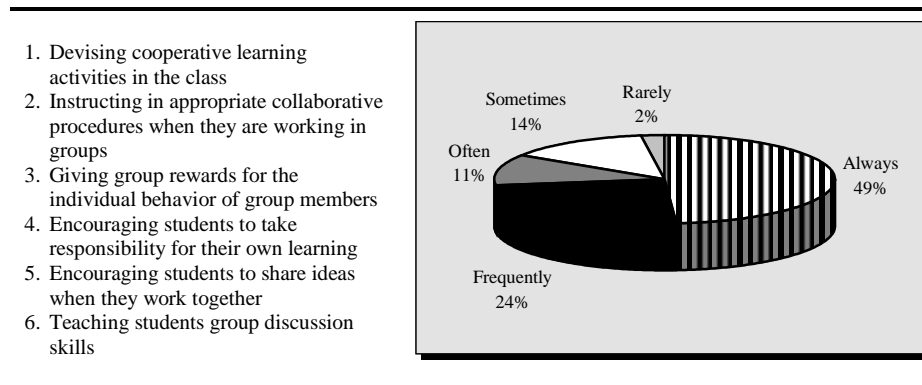 1. Devising cooperative learning
activities in the class
2. Instructing in appropriate collaborative
procedures when they are working in
groups
3. Giving group rewards for the
individual behavior of group members
4. Encouraging students to take
responsibility for their own learning
5. Encouraging students to share ideas
when they work together
6. Teaching students group discussion
skills
Rarely
2%
Sometimes
14%
Often
11%
Always
49%
Frequently
24%